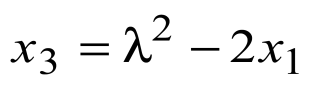 x₃ = λ² − 2x₁